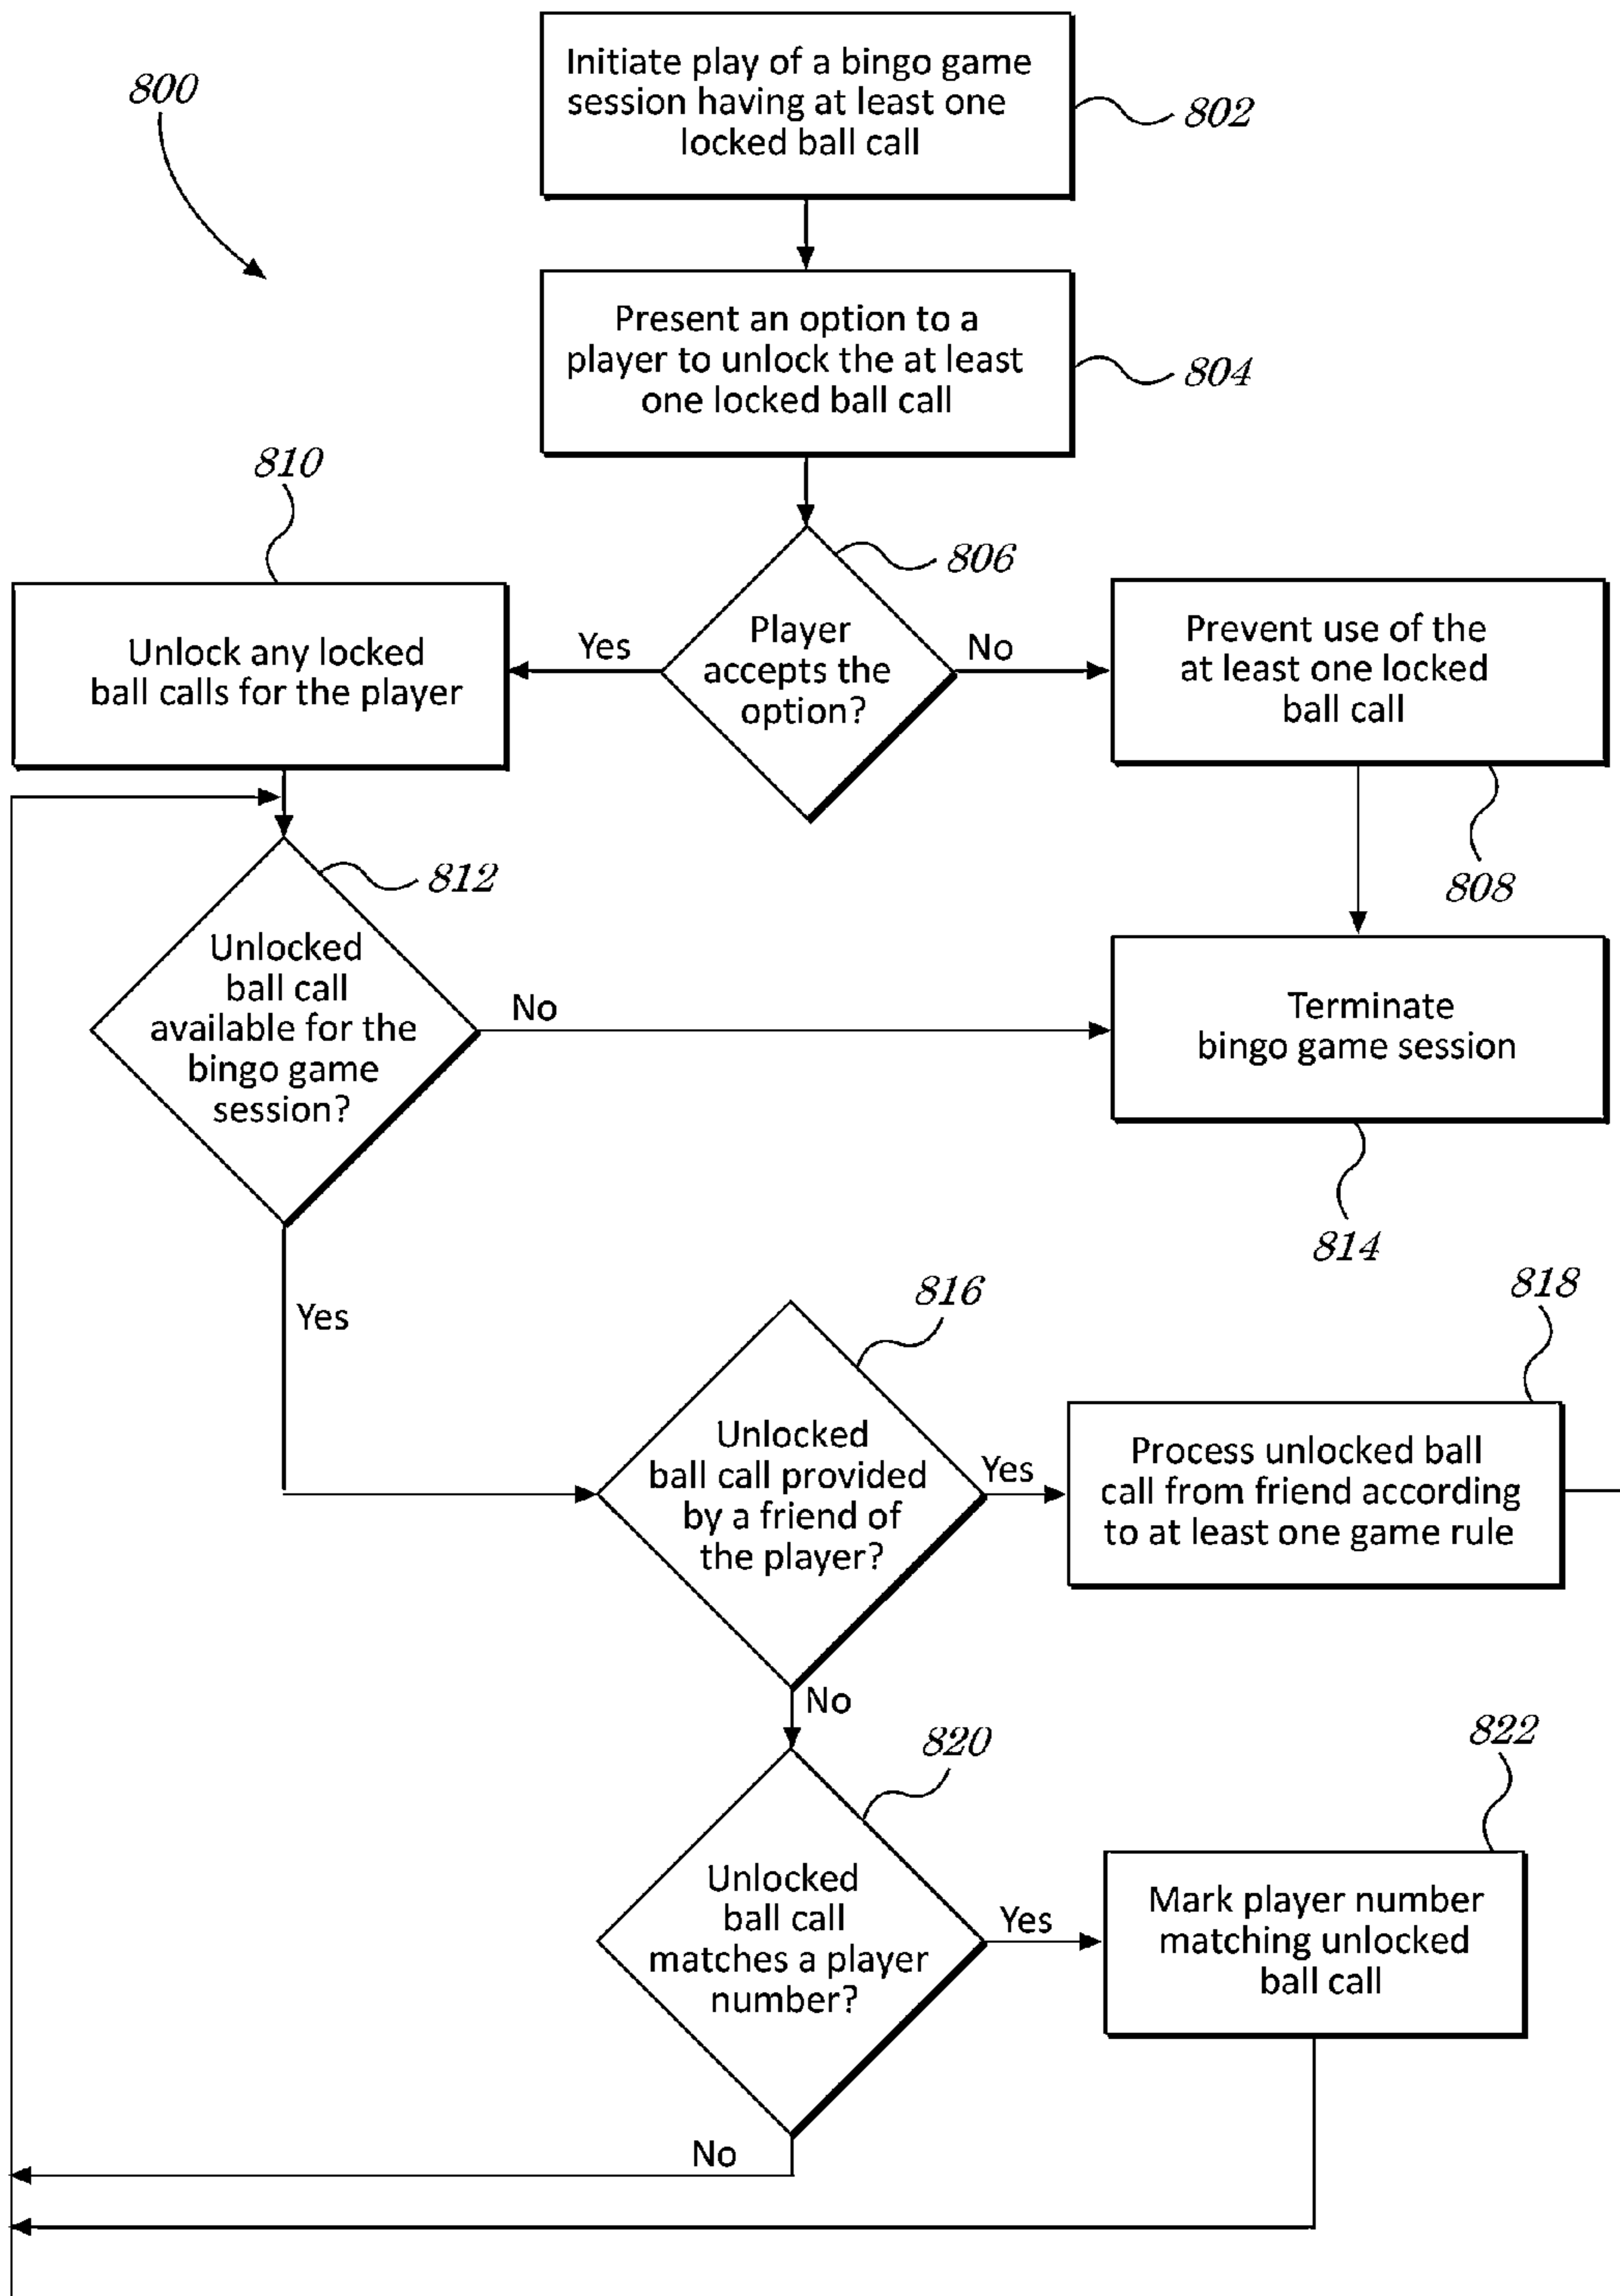 800
Initiate play of a bingo game
session having at least one
locked ball call
802
Present an option to a
player to unlock the at least
one locked ball call
804
806
Player
accepts the
option?
Yes
No
810
Unlock any locked
ball calls for the player
Prevent use of the
at least one locked
ball call
808
812
Unlocked
ball call
available for the
bingo game
session?
No
Yes
Terminate
bingo game session
814
816
Unlocked
ball call provided
by a friend of
the player?
Yes
No
818
Process unlocked ball
call from friend according
to at least one game rule
820
Unlocked
ball call
matches a player
number?
Yes
No
822
Mark player number
matching unlocked
ball call